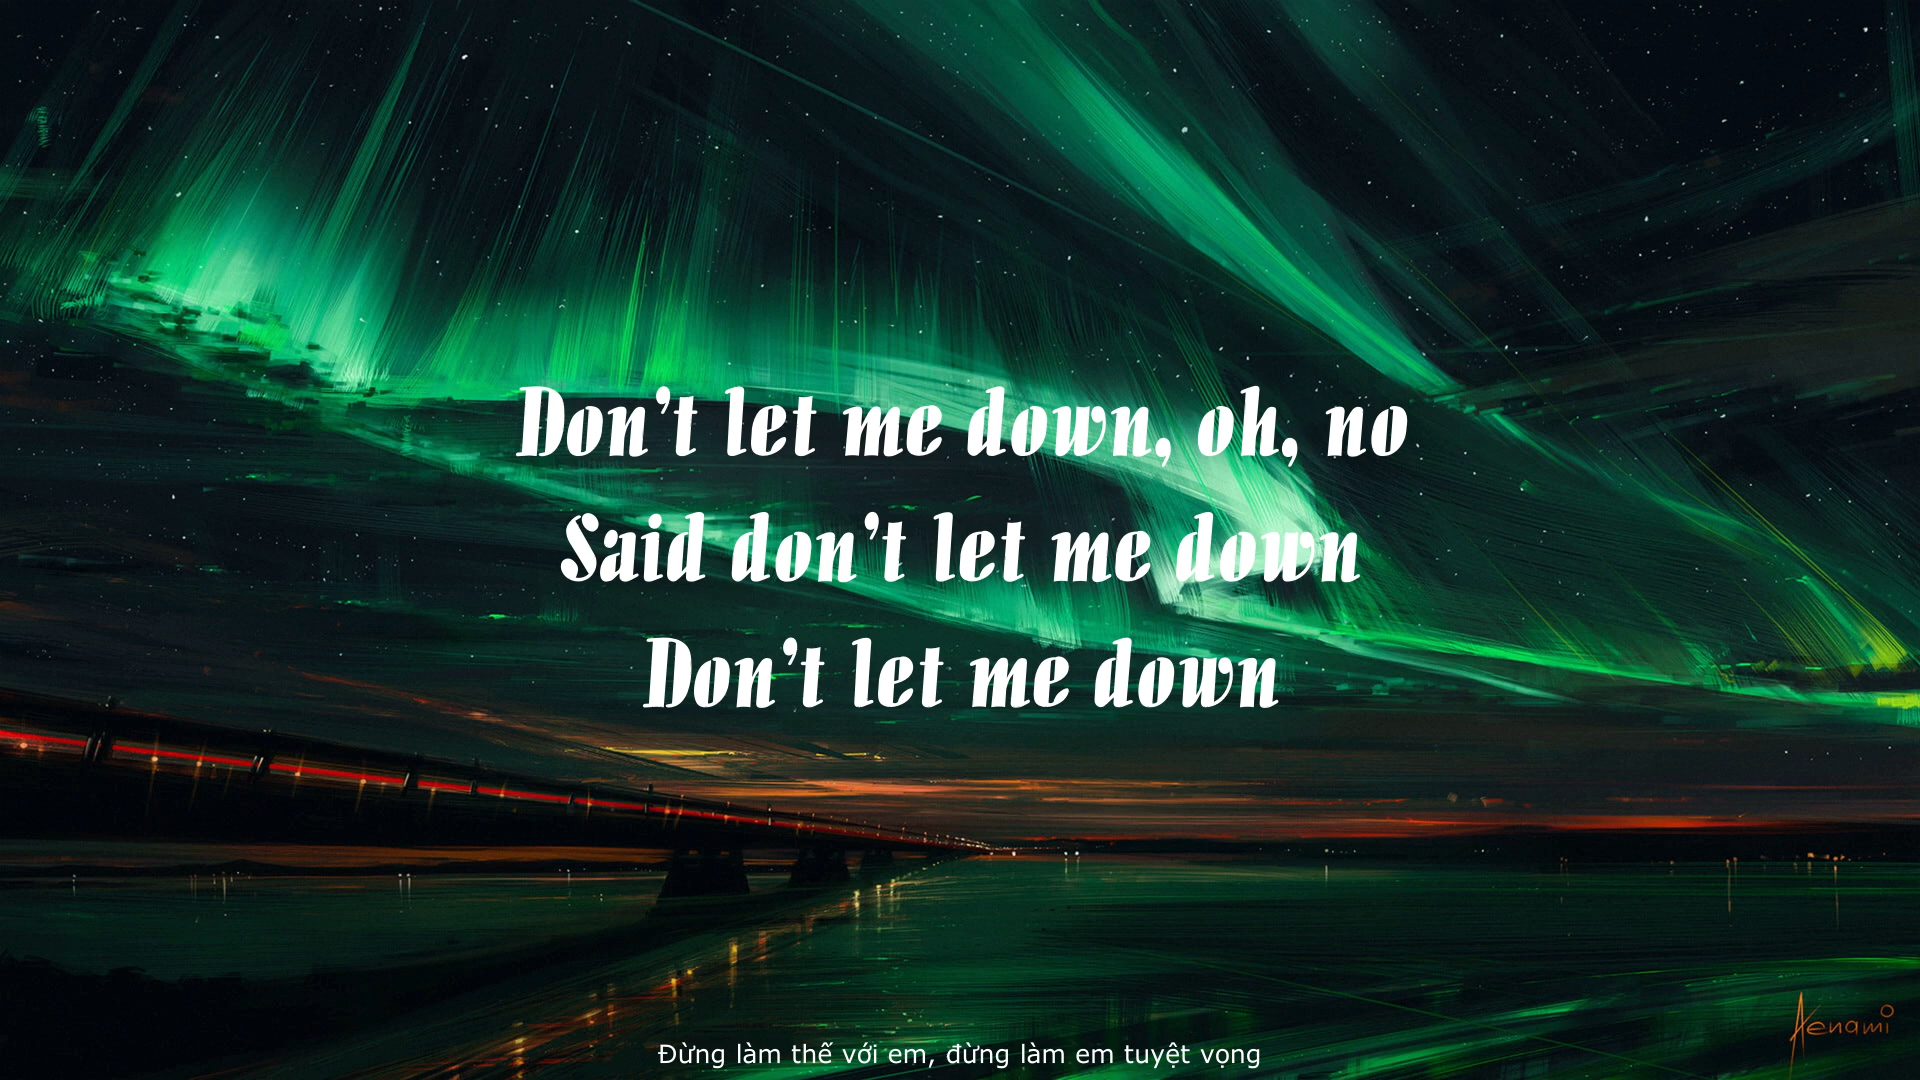 Don't let me down, oh, no
Said don't let me down
Don't let me down
Đừng làm thế với em, đừng làm em tuyệt vọng
Aenami